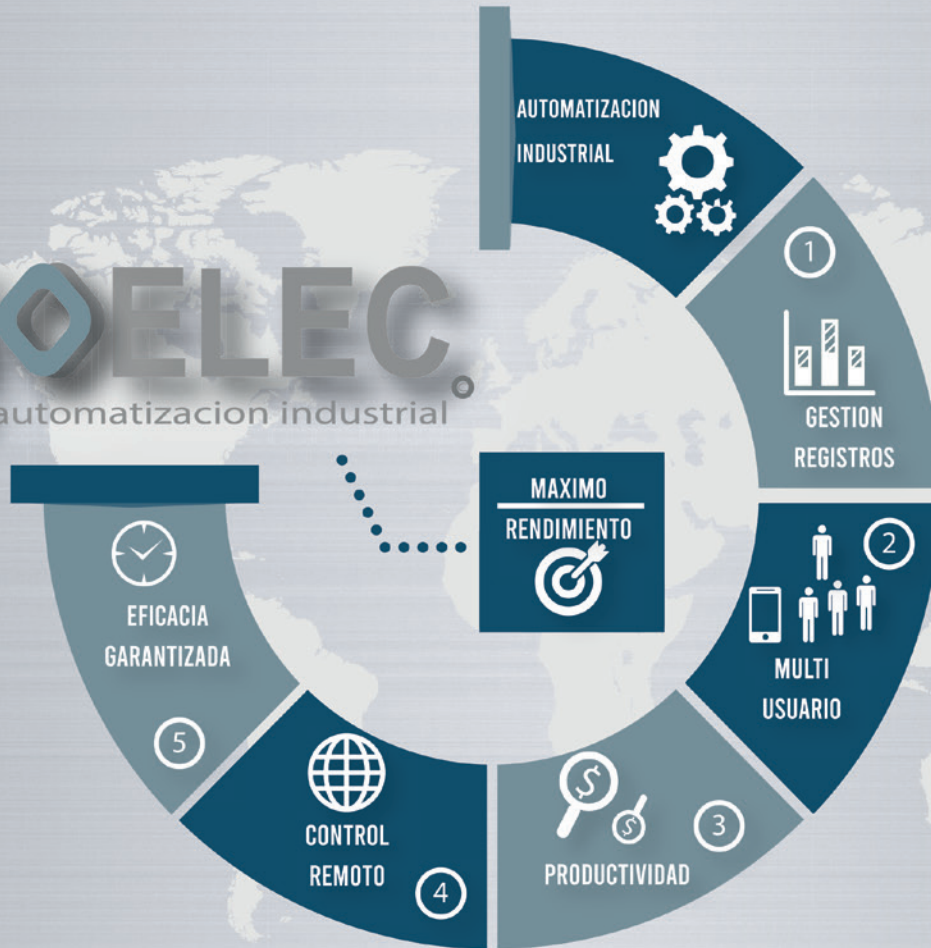 AUTOMATIZACION
INDUSTRIAL
1
GESTION
REGISTROS
ELEC
automatizacion industrial
MAXIMO
RENDIMIENTO
2
MULTI
USUARIO
EFICACIA
GARANTIZADA
5
3
PRODUCTIVIDAD
CONTROL
REMOTO
4
$
$